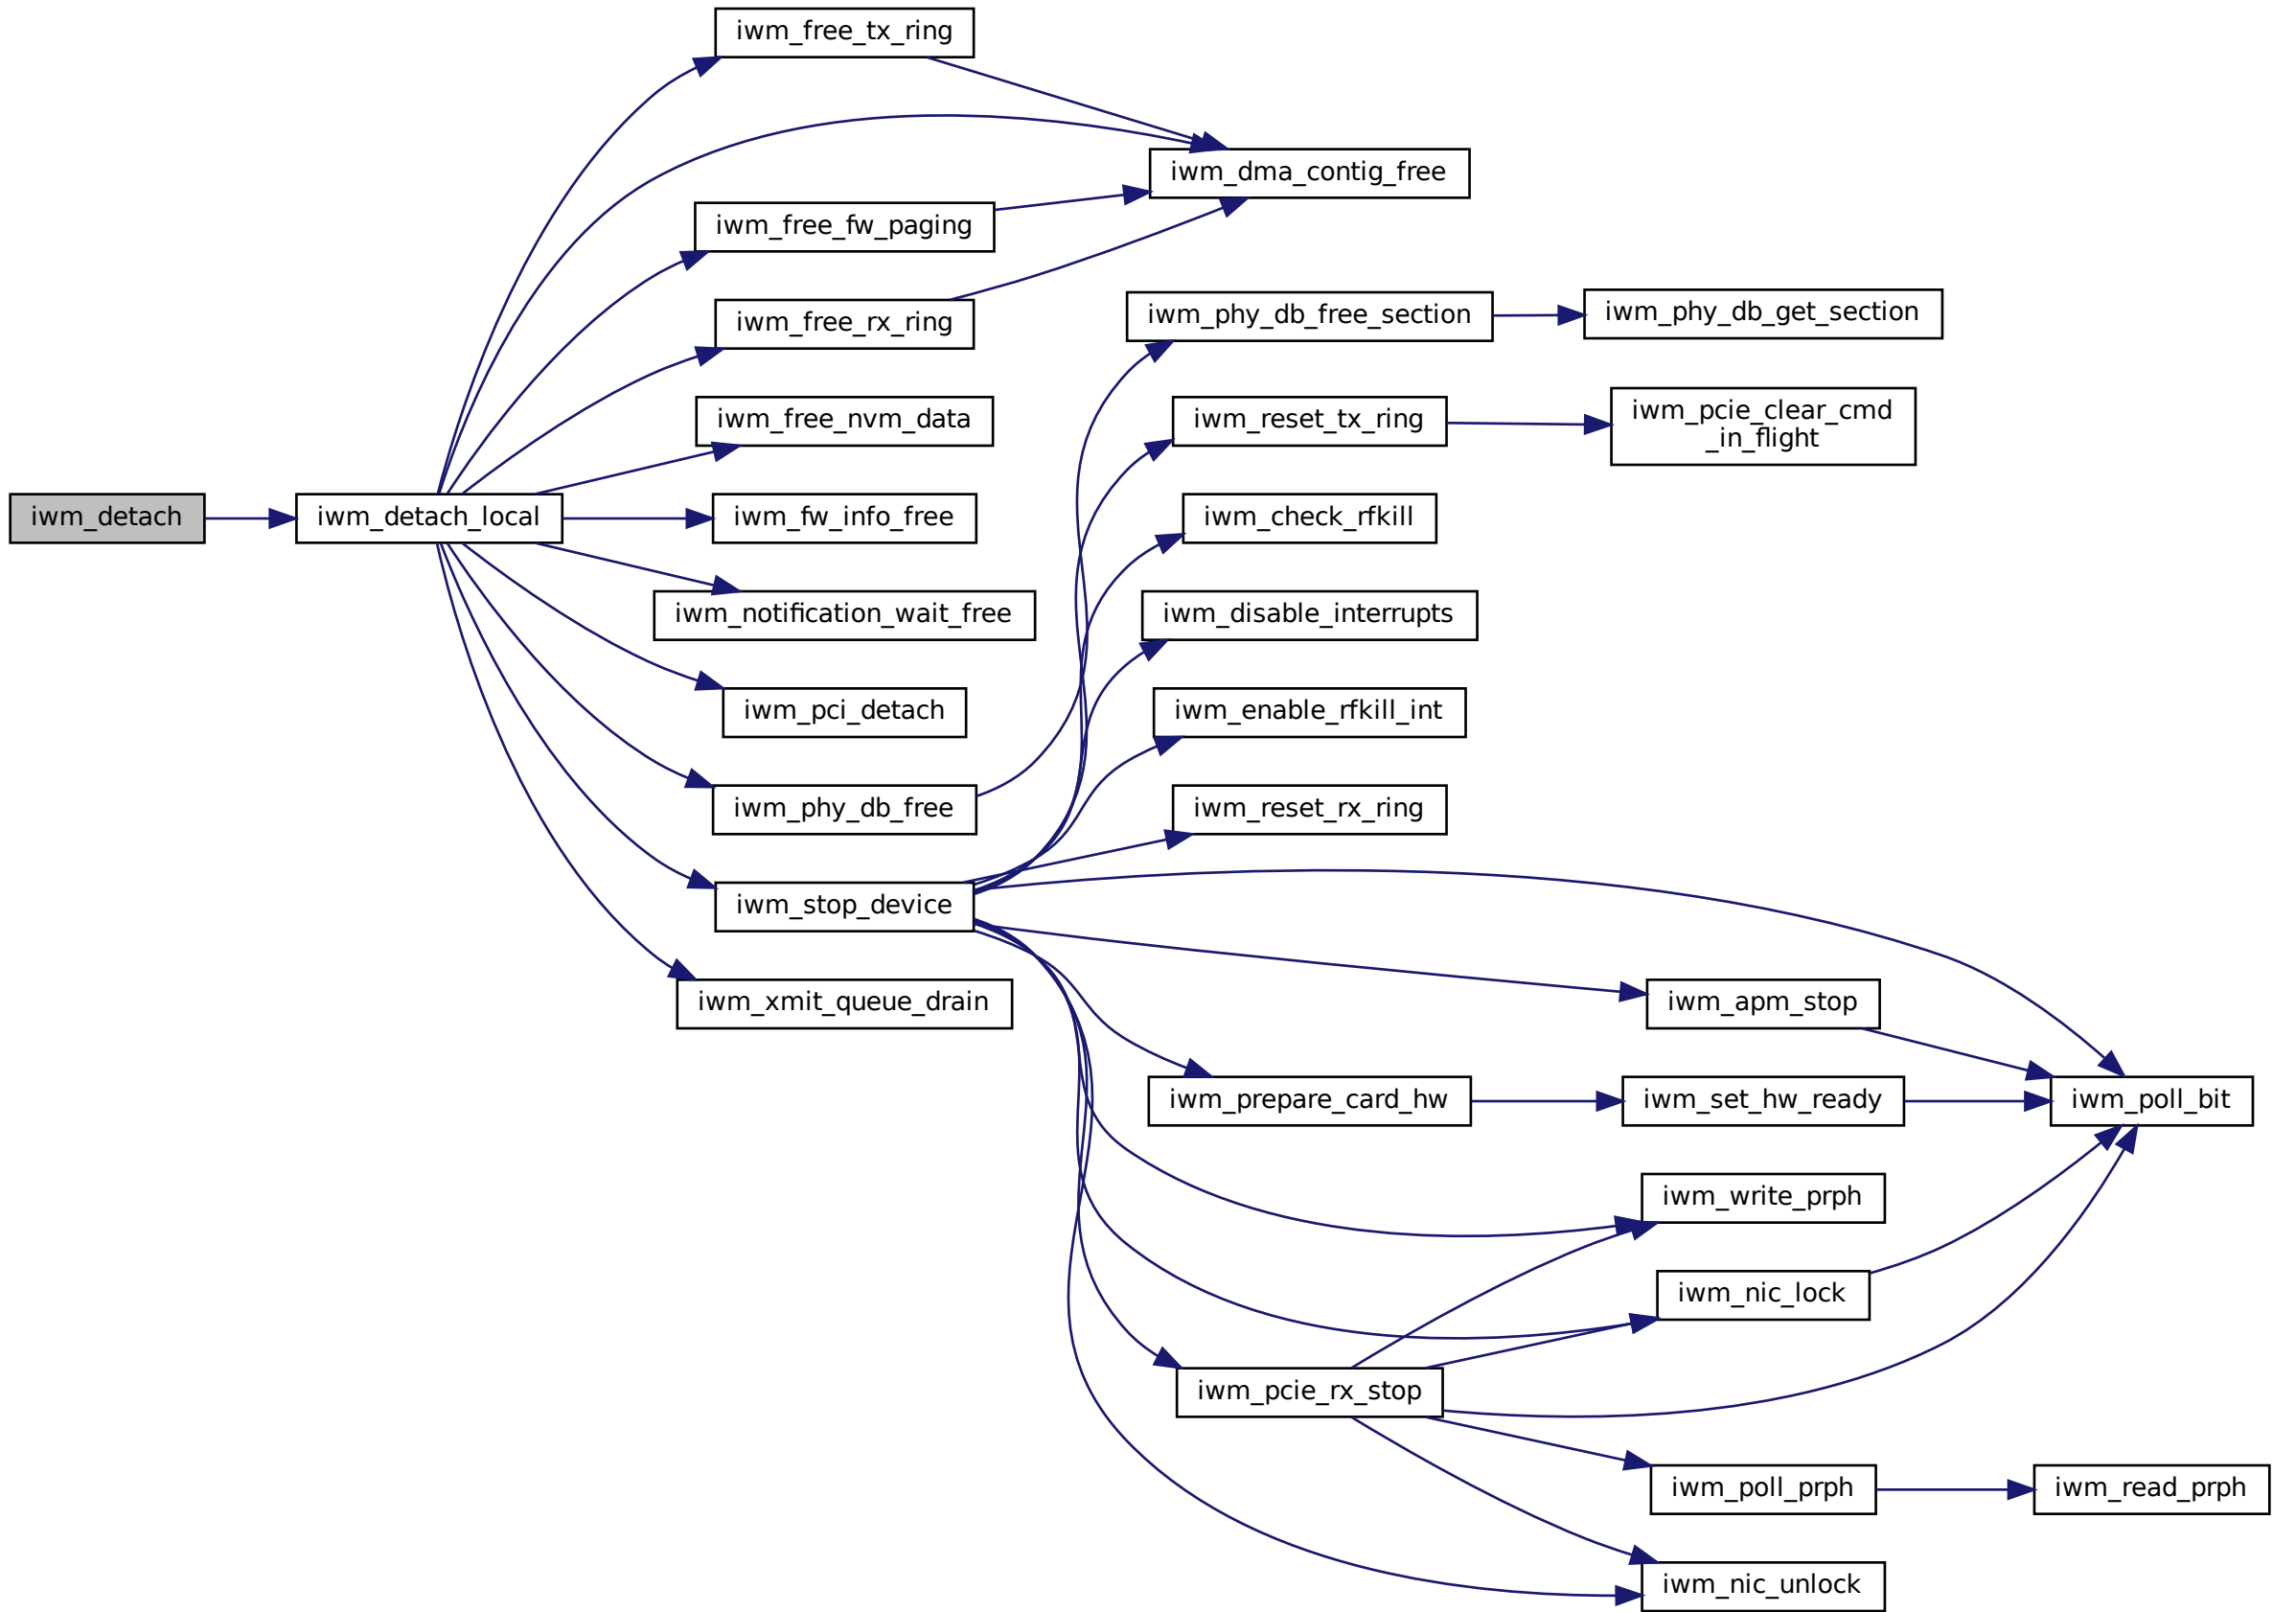 iwm_free_tx_ring
iwm_dma_contig_free
iwm_free_fw_paging
iwm_phy_db_get_section
iwm_phy_db_free_section
iwm_free_rx_ring
iwm_free_nvm_data
iwm_reset_tx_ring
iwm_pcie_clear_cmd
_in_flight
iwm_detach
iwm_detach_local
iwm_fw_info_free
iwm_check_rfkill
iwm_notification_wait_free
iwm_disable_interrupts
iwm_pci_detach
iwm_enable_rfkill_int
iwm_phy_db_free
iwm_reset_rx_ring
iwm_stop_device
iwm_xmit_queue_drain
iwm_apm_stop
iwm_prepare_card_hw
iwm_set_hw_ready
iwm_poll_bit
iwm_write_prph
iwm_nic_lock
iwm_pcie_rx_stop
iwm_poll_prph
iwm_read_prph
iwm_nic_unlock